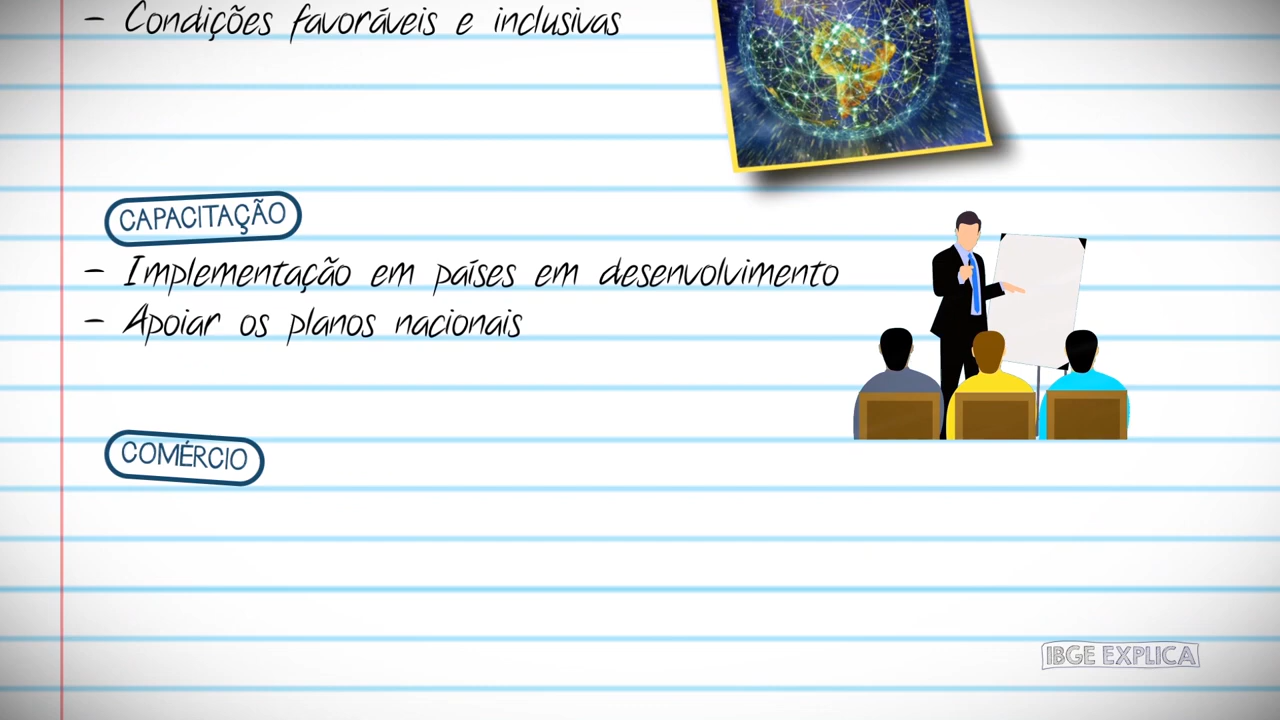 - Condições favoráveis e inclusivas
CAPACITAÇÃO
- Implementação em países em desenvolvimento
- Apoiar os planos nacionais
COMÉRCIO
IBGE EXPLICA